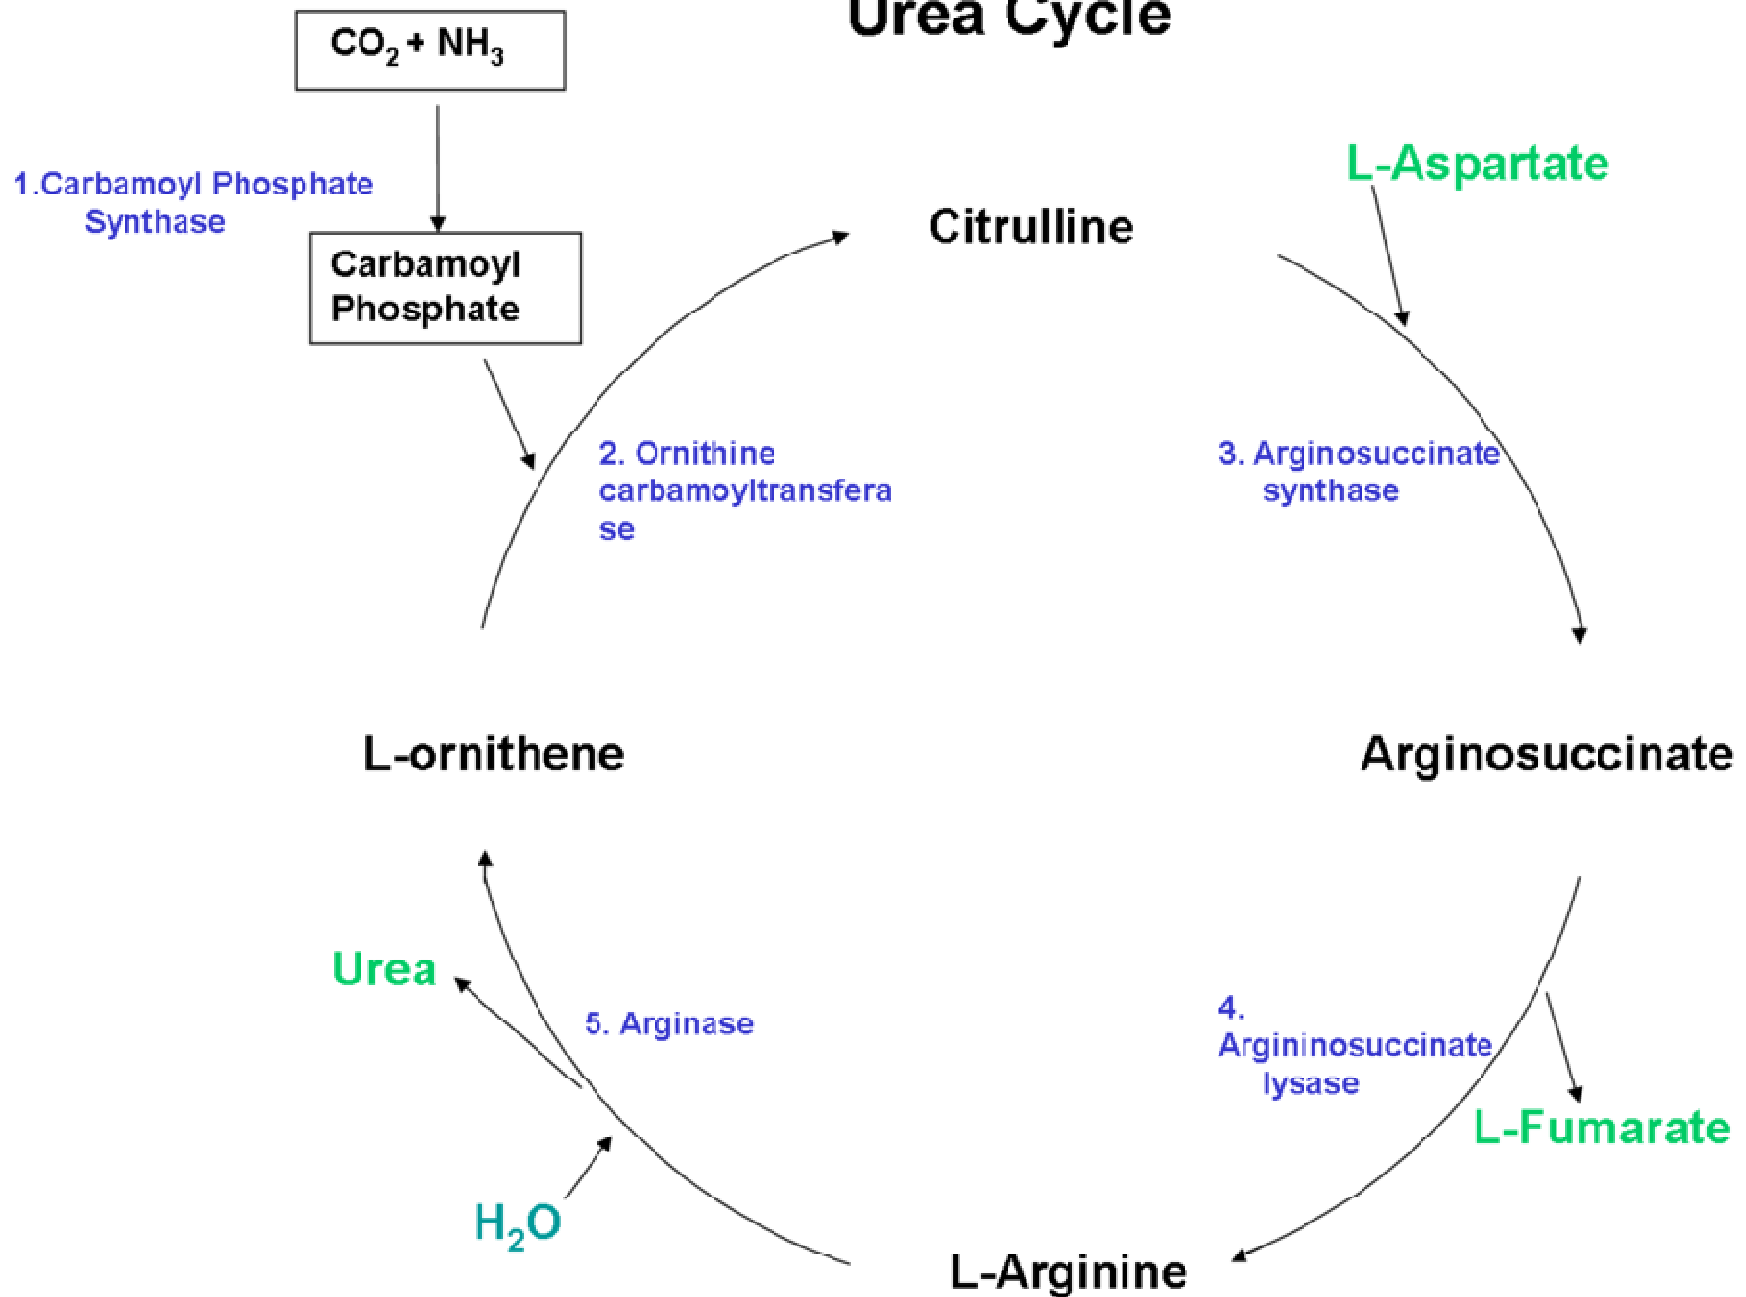 Urea Cycle
CO₂ + NH₃
1.Carbamoyl Phosphate
Synthase
Carbamoyl
Phosphate
Citrulline
L-Aspartate
2. Ornithine
carbamoyltransfera
se
3. Arginosuccinate
synthase
L-ornithene
Arginosuccinate
Urea
5. Arginase
4.
Argininosuccinate
lysase
L-Fumarate
H₂O
L-Arginine